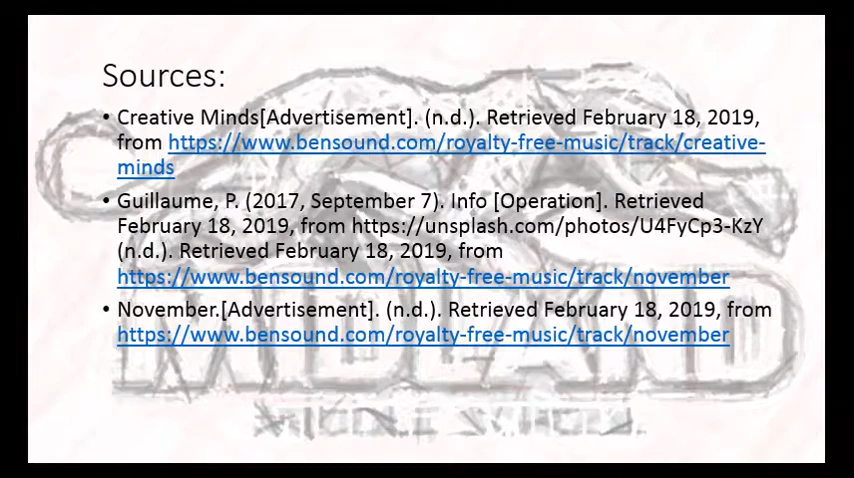 Sources:
• Creative Minds[Advertisement]. (n.d.). Retrieved February 18, 2019,
from https://www.bensound.com/royalty-free-music/track/creative-
minds
• Guillaume, P. (2017, September 7). Info [Operation]. Retrieved
February 18, 2019, from https://unsplash.com/photos/U4FyCp3-KzY
(n.d.). Retrieved February 18, 2019, from
https://www.bensound.com/royalty-free-music/track/november
• November.[Advertisement]. (n.d.). Retrieved February 18, 2019, from
https://www.bensound.com/royalty-free-music/track/november
MIDLAND
MIDDLE SCHOOL